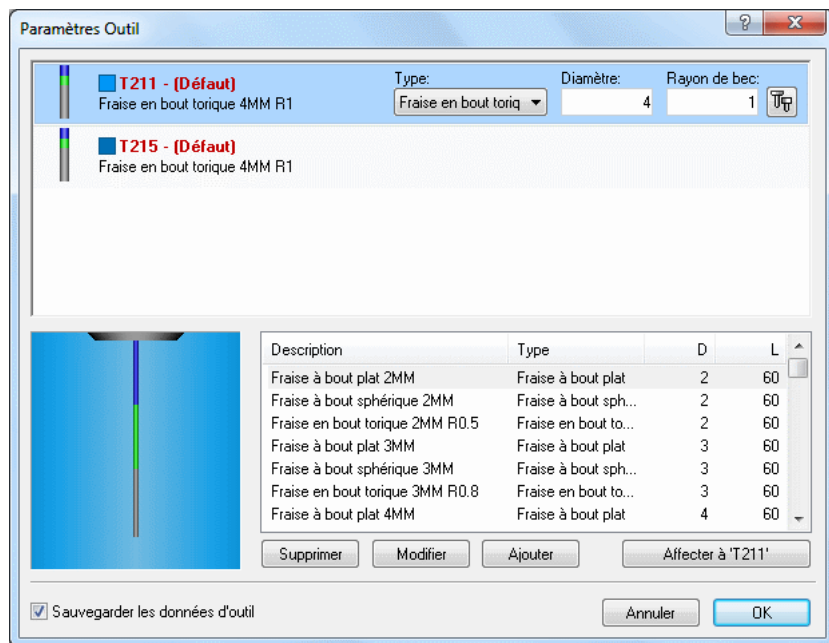 Paramètres Outil
T211 - (Défaut)
Fraise en bout torique 4MM R1
Type: Diamètre: Rayon de bec:
Fraise en bout toriq 4 1
T215 - (Défaut)
Fraise en bout torique 4MM R1
Description Type D L
Fraise à bout plat 2MM Fraise à bout plat 2 60
Fraise à bout sphérique 2MM Fraise à bout sph... 2 60
Fraise en bout torique 2MM R0.5 Fraise en bout to... 2 60
Fraise à bout plat 3MM Fraise à bout plat 3 60
Fraise à bout sphérique 3MM Fraise à bout sph... 3 60
Fraise en bout torique 3MM R0.8 Fraise en bout to... 3 60
Fraise à bout plat 4MM Fraise à bout plat 4 60
Supprimer Modifier Ajouter Affecter à 'T211'
Sauvegarder les données d'outil Annuler OK